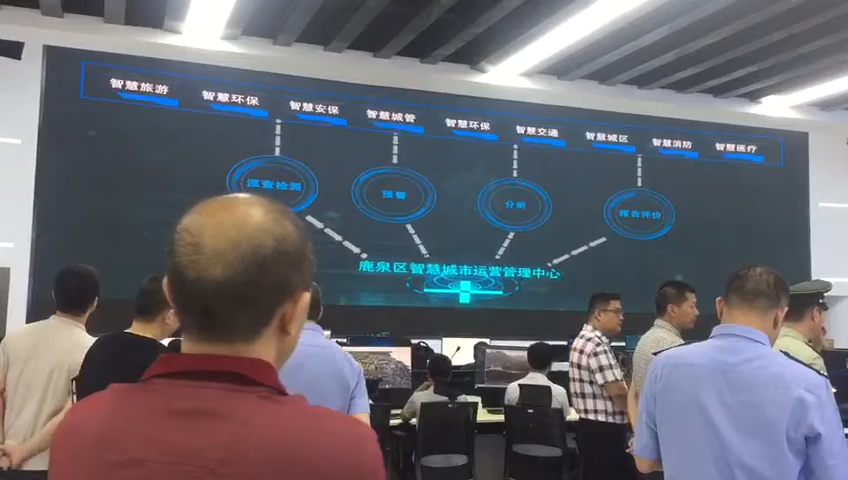 智慧旅游 智慧环保 智慧安保 智慧城管 智慧环保 智慧交通 智慧城区 智慧消防 智慧医疗
巡查检测 预警 分析 报告评价
鹿泉区智慧城市运营管理中心